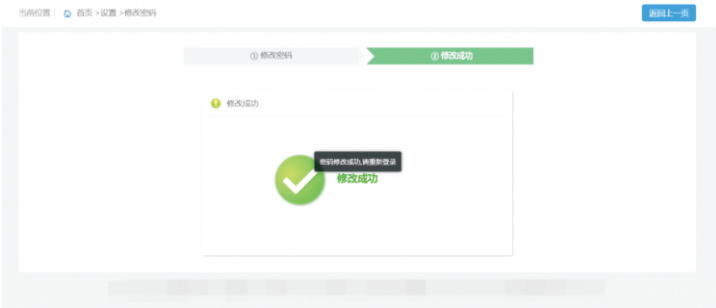 当前位置： 首页 >设置 >修改密码
返回上一页
① 修改密码
② 修改成功
修改成功
密码修改成功,请重新登录
修改成功